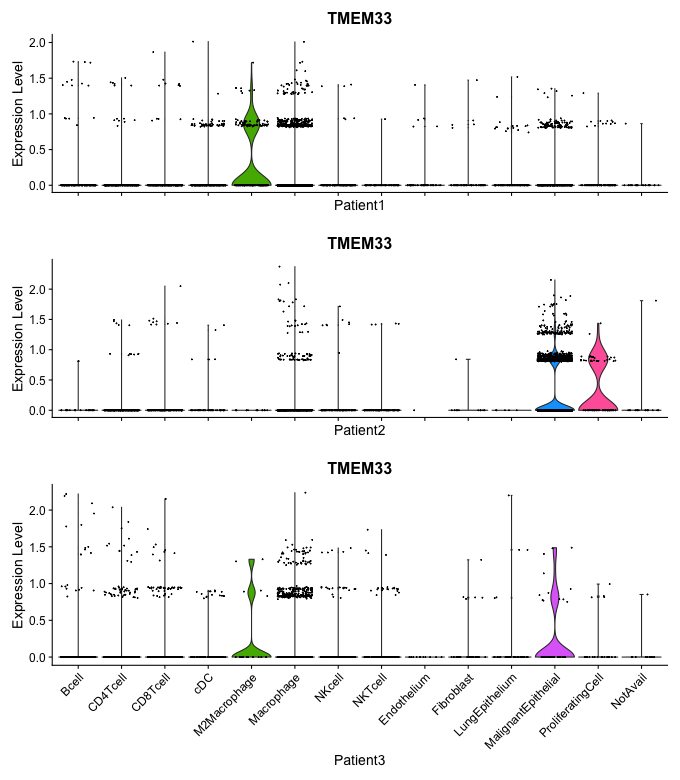 TMEM33
Expression Level
2.0
1.5
1.0
0.5
0.0
Patient1
TMEM33
Expression Level
2.0
1.5
1.0
0.5
0.0
Patient2
TMEM33
Expression Level
2.0
1.5
1.0
0.5
0.0
Bcell
CD4Tcell
CD8Tcell
cDC
M2Macrophage
Macrophage
NKcell
NKTcell
Endothelium
Fibroblast
LungEpithelium
MalignantEpithelial
ProliferatingCell
NotAvail
Patient3